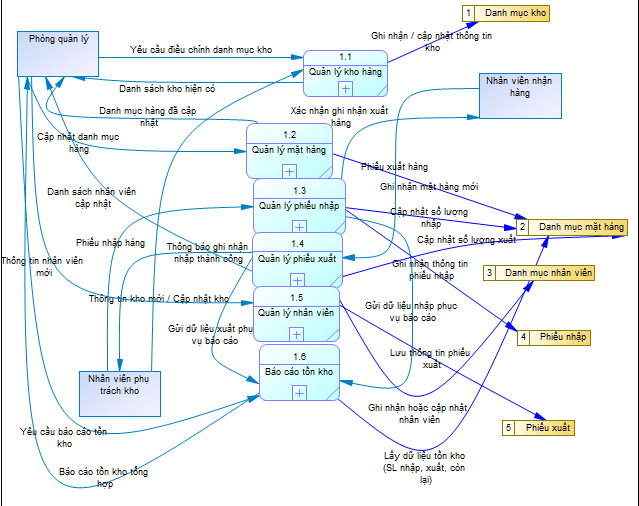 1 Danh mục kho
Ghi nhận / cập nhật thông tin
kho
Phòng quản lý
Yêu cầu điều chỉnh danh mục kho
1.1
Quản lý kho hàng
Danh sách kho hiện có
Nhân viên nhận
hàng
Danh mục hàng đã cập
nhật
Xác nhận ghi nhận xuất
hàng
Cập nhật danh mục
hàng
1.2
Quản lý mặt hàng
Phiếu xuất hàng
Ghi nhận mặt hàng mới
Danh sách nhân viên
cập nhật
1.3
Quản lý phiếu nhập
Cập nhật số lượng
nhập
2 Danh mục mặt hàng
Phiếu nhập hàng
Thông báo ghi nhận
nhập thành công
1.4
Quản lý phiếu xuất
Cập nhật số lượng xuất
Thông tin nhân viên
mới
Ghi nhận thông tin
phiếu nhập
3 Danh mục nhân viên
Thông tin kho mới / Cập nhật kho
1.5
Quản lý nhân viên
Gửi dữ liệu nhập phục
vụ báo cáo
Gửi dữ liệu xuất phục
vụ báo cáo
4 Phiếu nhập
1.6
Báo cáo tồn kho
Lưu thông tin phiếu
xuất
Nhân viên phụ
trách kho
Ghi nhận hoặc cập nhật
nhân viên
5 Phiếu xuất
Yêu cầu báo cáo tồn
kho
Lấy dữ liệu tồn kho
(SL nhập, xuất, còn
lại)
Báo cáo tồn kho tổng
hợp